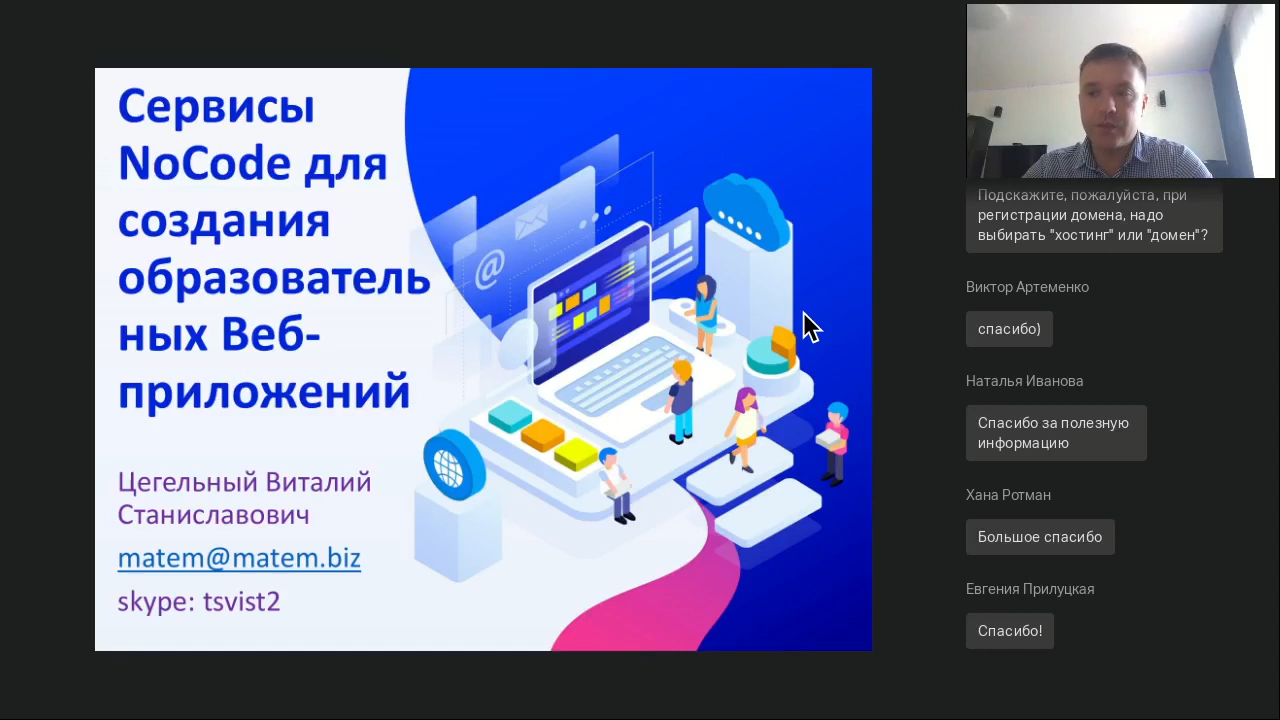 Сервисы
NoCode для
создания
образователь
ных Веб-
приложений
Цегельный Виталий
Станиславович
matem@matem.biz
skype: tsvist2
@
Подскажите, пожалуйста, при
регистрации домена, надо
выбирать "хостинг" или "домен"?
Виктор Артеменко
спасибо)
Наталья Иванова
Спасибо за полезную
информацию
Хана Ротман
Большое спасибо
Евгения Прилуцкая
Спасибо!